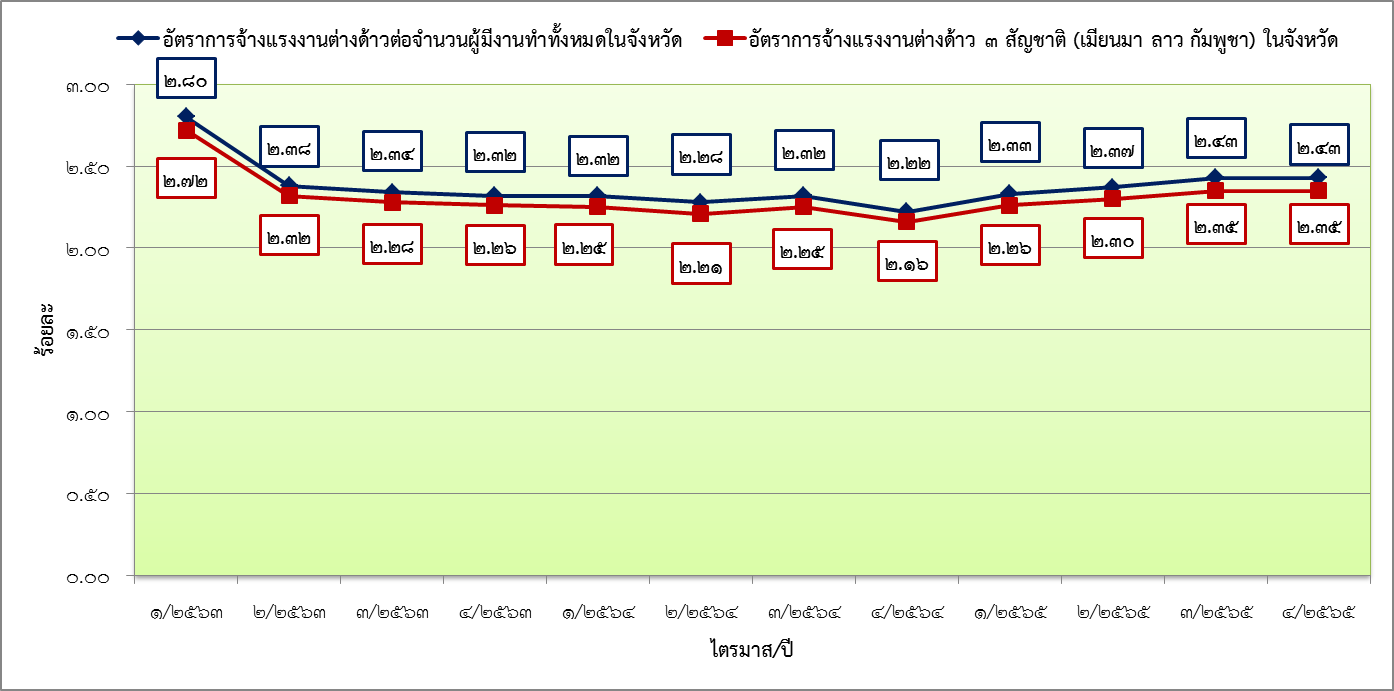 อัตราการจ้างแรงงานต่างด้าวต่อจำนวนผู้มีงานทำทั้งหมดในจังหวัด อัตราการจ้างแรงงานต่างด้าว ๓ สัญชาติ (เมียนมา ลาว กัมพูชา) ในจังหวัด
๓.๐๐
๒.๕๐
๒.๐๐
๑.๕๐
๑.๐๐
๐.๕๐
๐.๐๐
ร้อยละ
๒.๘๐ ๒.๓๘ ๒.๓๔ ๒.๓๒ ๒.๓๒ ๒.๒๘ ๒.๓๒ ๒.๒๒ ๒.๓๓ ๒.๓๗ ๒.๔๓ ๒.๔๓
๒.๗๒ ๒.๓๒ ๒.๒๘ ๒.๒๖ ๒.๒๕ ๒.๒๑ ๒.๒๕ ๒.๑๖ ๒.๒๖ ๒.๓๐ ๒.๓๕ ๒.๓๕
๑/๒๕๖๓ ๒/๒๕๖๓ ๓/๒๕๖๓ ๔/๒๕๖๓ ๑/๒๕๖๔ ๒/๒๕๖๔ ๓/๒๕๖๔ ๔/๒๕๖๔ ๑/๒๕๖๕ ๒/๒๕๖๕ ๓/๒๕๖๕ ๔/๒๕๖๕
ไตรมาส/ปี